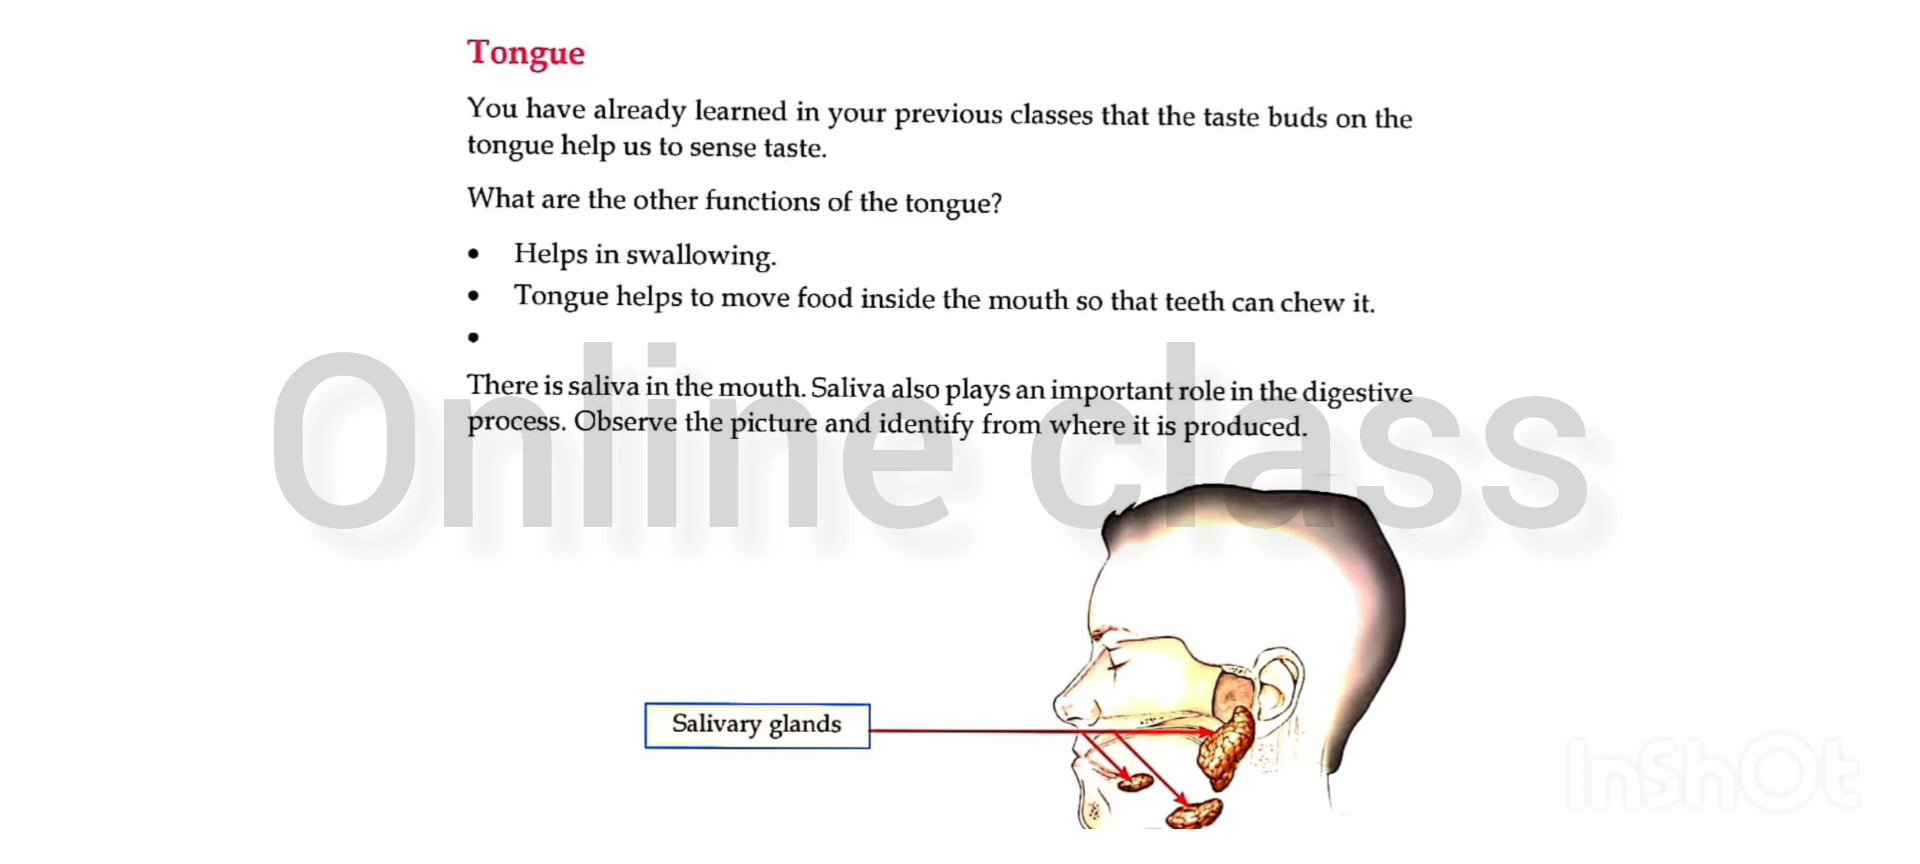 Tongue
You have already learned in your previous classes that the taste buds on the
tongue help us to sense taste.
What are the other functions of the tongue?
• Helps in swallowing.
• Tongue helps to move food inside the mouth so that teeth can chew it.
•
There is saliva in the mouth. Saliva also plays an important role in the digestive
process. Observe the picture and identify from where it is produced.
Online class
Salivary glands
InShOt